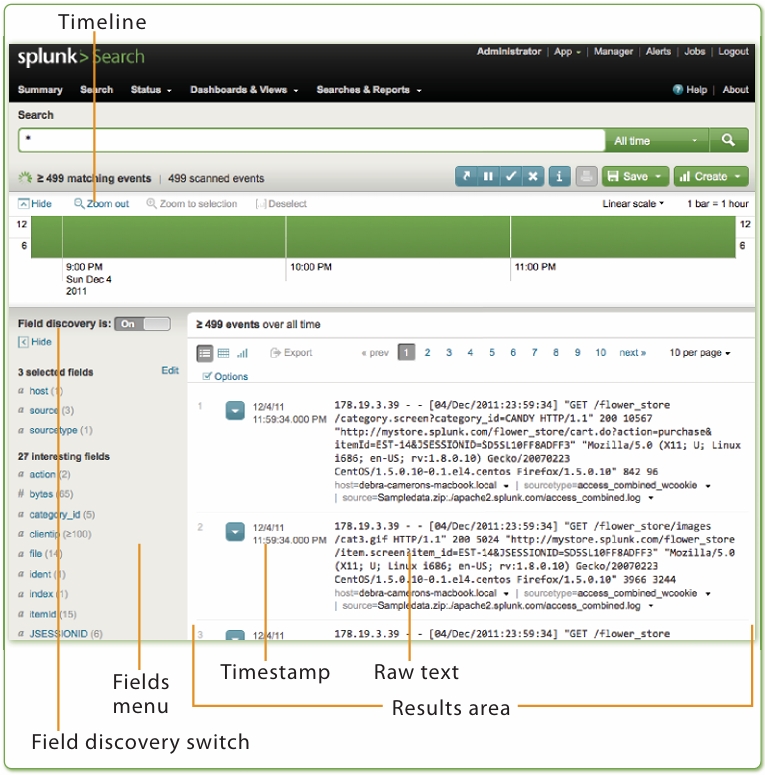 Timeline
splunk>Search
Administrator | App | Manager | Alerts | Jobs | Logout
Summary Search Status Dashboards & Views Searches & Reports
? Help | About
Search
* All time
≥ 499 matching events | 499 scanned events
i Save Create
Hide Zoom out Zoom to selection Deselect
Linear scale 1 bar = 1 hour
12 12
6 6
9:00 PM 10:00 PM 11:00 PM
Sun Dec 4
2011
Field discovery is: On
Hide
3 selected fields Edit
a host (1)
a source (3)
a sourcetype (1)
27 interesting fields
a action (2)
# bytes (65)
a category_id (5)
a clientip (≥100)
a file (14)
a ident (1)
a index (1)
a itemId (15)
a JSESSIONID (6)
≥ 499 events over all time
Export « prev 1 2 3 4 5 6 7 8 9 10 next » 10 per page
Options
1 12/4/11
11:59:34.000 PM
178.19.3.39 - - [04/Dec/2011:23:59:34] "GET /flower_store
/category.screen?category_id=CANDY HTTP/1.1" 200 10567
"http://mystore.splunk.com/flower_store/cart.do?action=purchase&
itemId=EST-14&JSESSIONID=SD5SL10FF8ADFF3" "Mozilla/5.0 (X11; U; Linux
i686; en-US; rv:1.8.0.10) Gecko/20070223
CentOS/1.5.0.10-0.1.el4.centos Firefox/1.5.0.10" 842 96
host=debra-camerons-macbook.local | sourcetype=access_combined_wcookie
| source=Sampledata.zip:/apache2.splunk.com/access_combined.log
2 12/4/11
11:59:34.000 PM
178.19.3.39 - - [04/Dec/2011:23:59:34] "GET /flower_store/images
/cat3.gif HTTP/1.1" 200 5024 "http://mystore.splunk.com/flower_store
/item.screen?item_id=EST-14&JSESSIONID=SD5SL10FF8ADFF3" "Mozilla/5.0
(X11; U; Linux i686; en-US; rv:1.8.0.10) Gecko/20070223
CentOS/1.5.0.10-0.1.el4.centos Firefox/1.5.0.10" 3966 3244
host=debra-camerons-macbook.local | sourcetype=access_combined_wcookie
| source=Sampledata.zip:/apache2.splunk.com/access_combined.log
3 12/4/11
178.19.3.39 - - [04/Dec/2011:23:59:34] "GET /flower_store
Fields
menu
Timestamp
Raw text
Results area
Field discovery switch